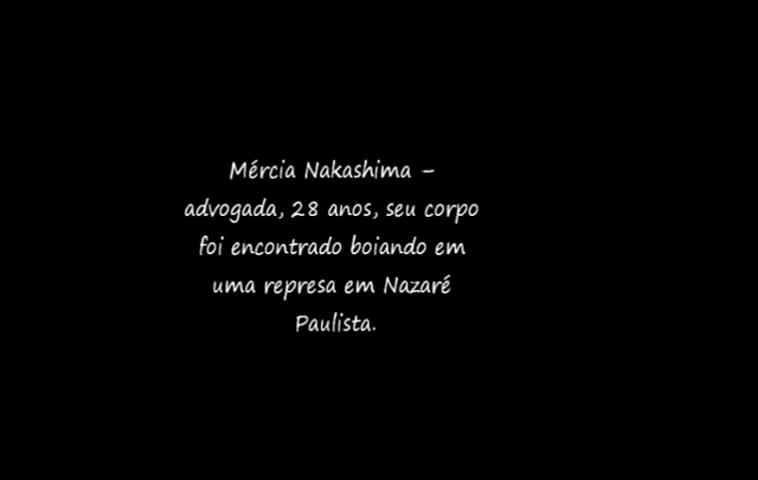 Mércia Nakashima –
advogada, 28 anos, seu corpo
foi encontrado boiando em
uma represa em Nazaré
Paulista.